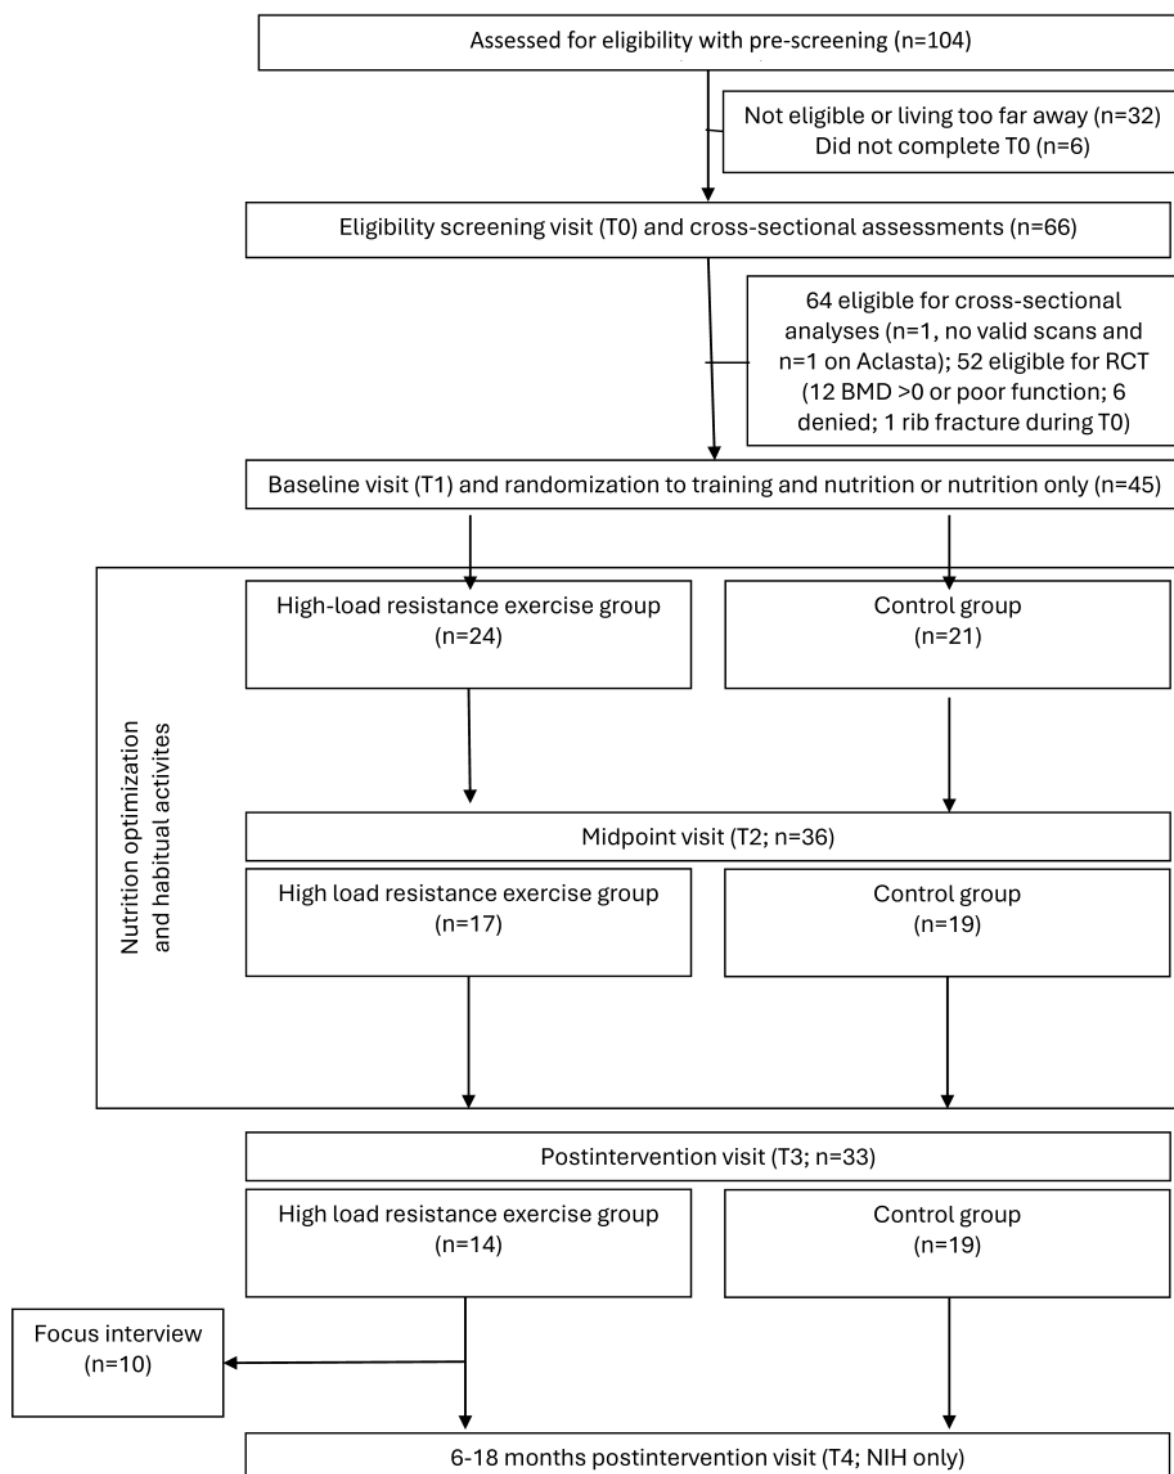 Assessed for eligibility with pre-screening (n=104)
Not eligible or living too far away (n=32)
Did not complete T0 (n=6)
Eligibility screening visit (T0) and cross-sectional assessments (n=66)
64 eligible for cross-sectional
analyses (n=1, no valid scans and
n=1 on Aclasta); 52 eligible for RCT
(12 BMD >0 or poor function; 6
denied; 1 rib fracture during T0)
Baseline visit (T1) and randomization to training and nutrition or nutrition only (n=45)
High-load resistance exercise group
(n=24)
Control group
(n=21)
Nutrition optimization
and habitual activites
Midpoint visit (T2; n=36)
High load resistance exercise group
(n=17)
Control group
(n=19)
Postintervention visit (T3; n=33)
High load resistance exercise group
(n=14)
Control group
(n=19)
Focus interview
(n=10)
6-18 months postintervention visit (T4; NIH only)